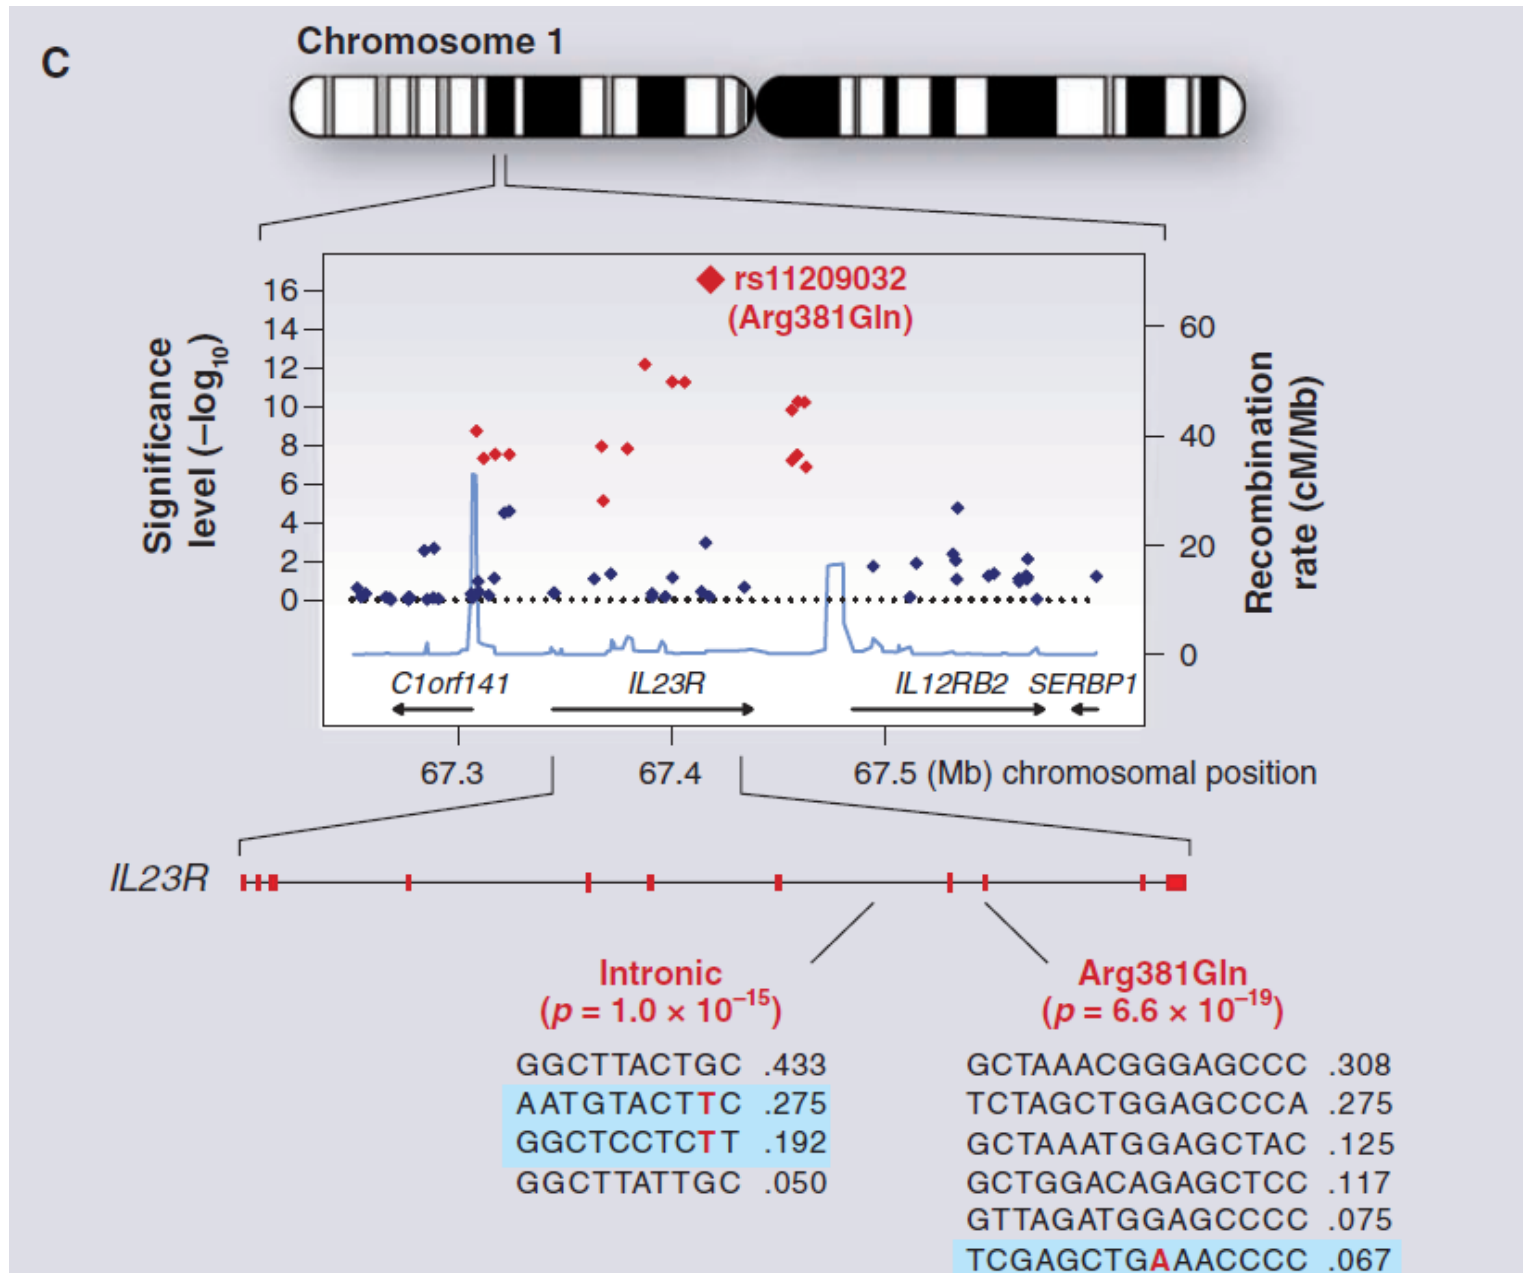 C
Chromosome 1
Significance level (–log10)
16
14
12
10
8
6
4
2
0
rs11209032
(Arg381Gln)
60
40
20
0
Recombination rate (cM/Mb)
C1orf141
IL23R
IL12RB2
SERBP1
67.3
67.4
67.5 (Mb) chromosomal position
IL23R
Intronic
(p = 1.0 × 10–15)
GGCTTACTGC .433
AATGTACTTC .275
GGCTCCTCTT .192
GGCTTATTGC .050
Arg381Gln
(p = 6.6 × 10–19)
GCTAAACGGGAGCCC .308
TCTAGCTGGAGCCCA .275
GCTAAATGGAGCTAC .125
GCTGGACAGAGCTCC .117
GTTAGATGGAGCCCC .075
TCGAGCTGAAACCCC .067